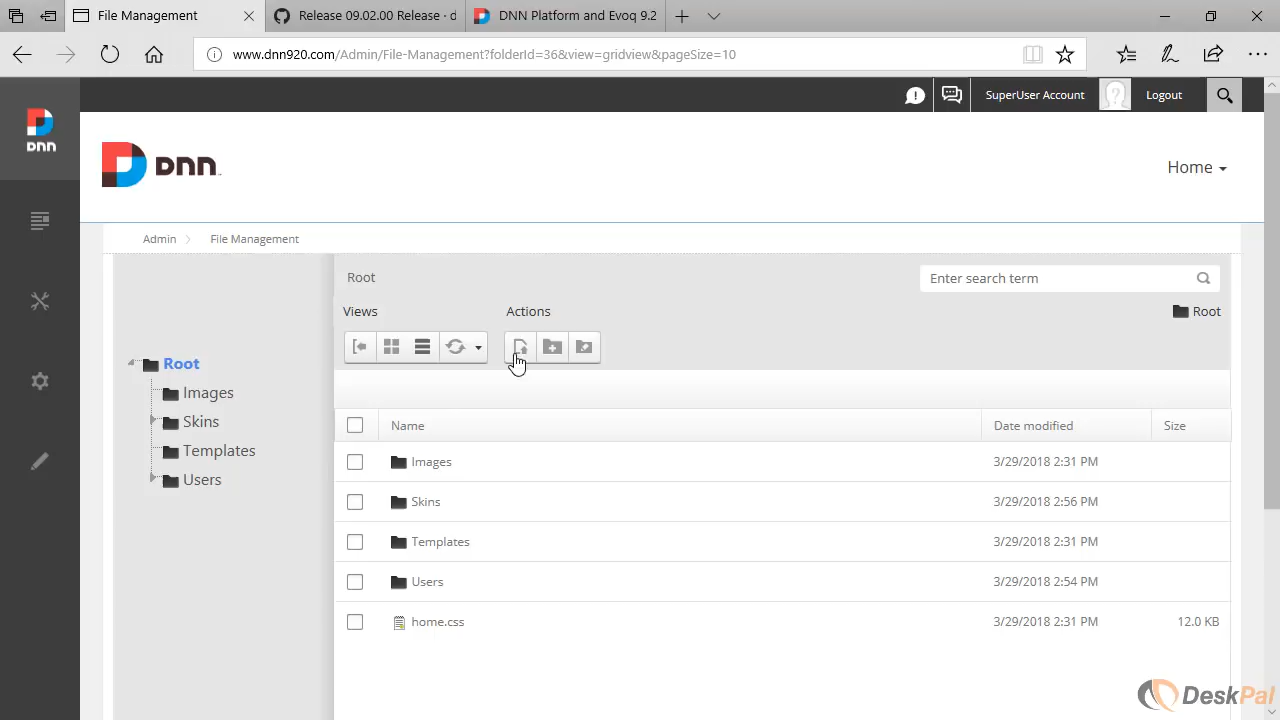 File Management
Release 09.02.00 Release · d
DNN Platform and Evoq 9.2
www.dnn920.com/Admin/File-Management?folderId=36&view=gridview&pageSize=10
DNN
SuperUser Account
Logout
DNN
Home
Admin
File Management
Root
Enter search term
Views
Actions
Root
Root
Images
Skins
Templates
Users
Name
Date modified
Size
Images
3/29/2018 2:31 PM
Skins
3/29/2018 2:56 PM
Templates
3/29/2018 2:31 PM
Users
3/29/2018 2:54 PM
home.css
3/29/2018 2:31 PM
12.0 KB
DeskPal